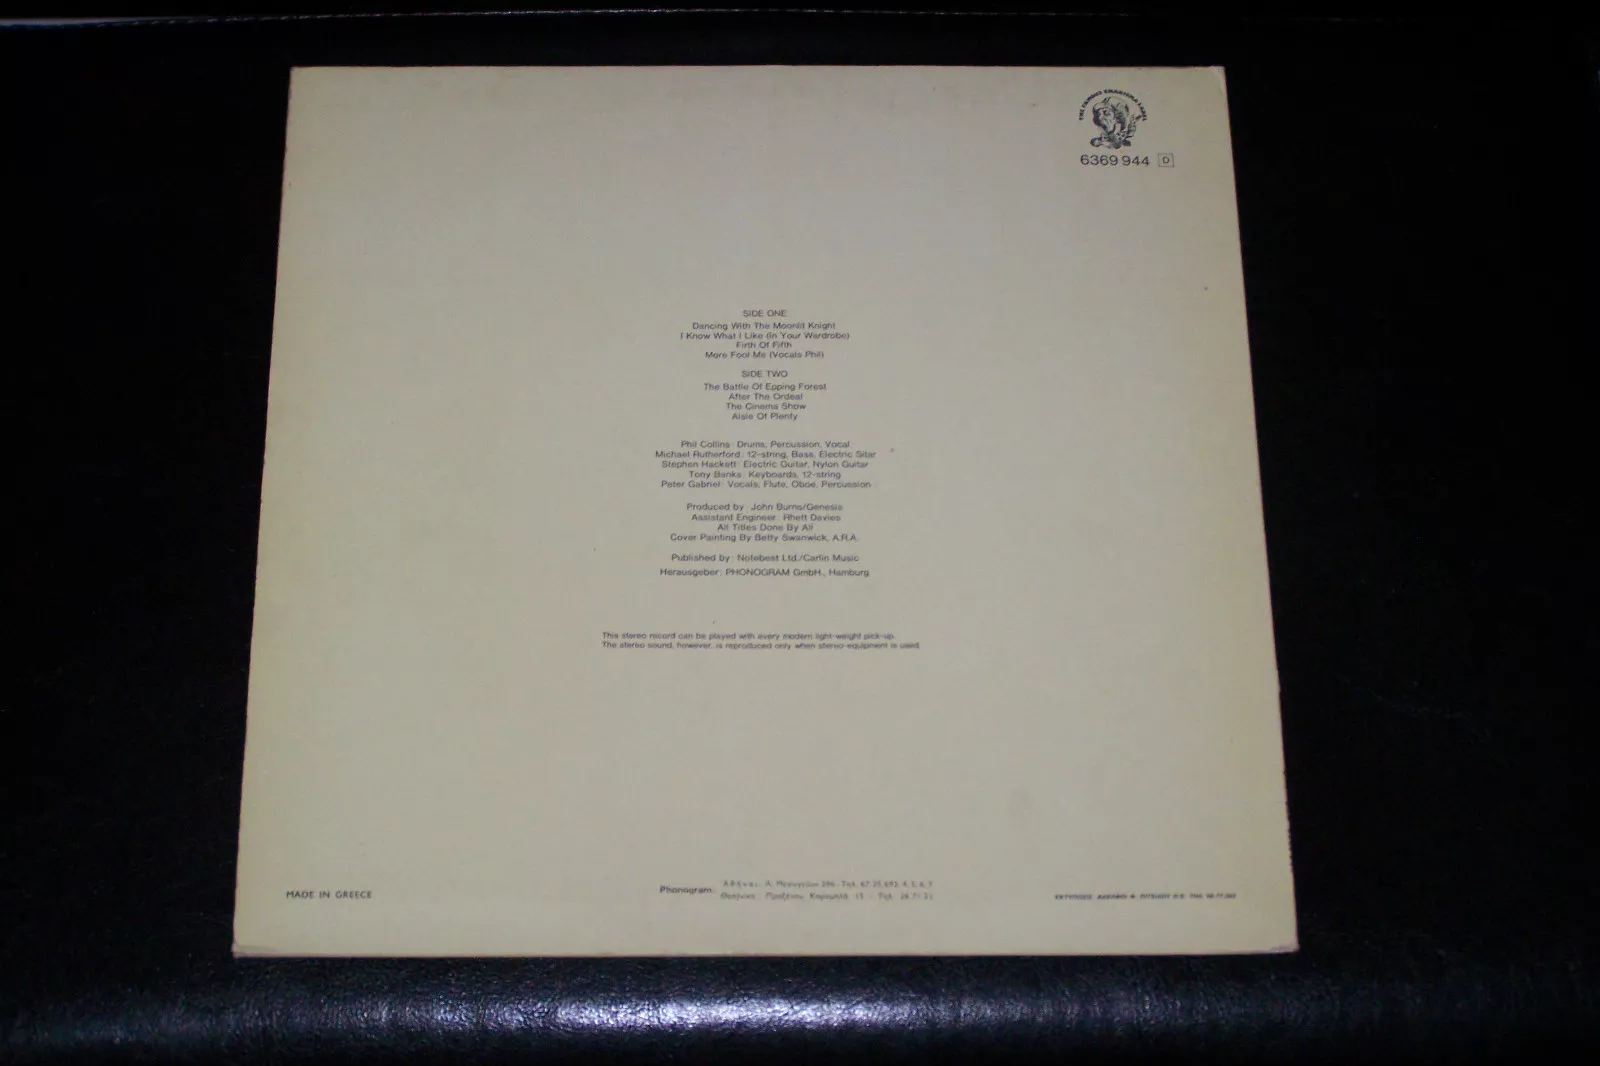 THE FAMOUS CHARISMA LABEL
6369 944 D
SIDE ONE
Dancing With The Moonlit Knight
I Know What I Like (In Your Wardrobe)
Firth Of Fifth
More Fool Me (Vocals Phil)
SIDE TWO
The Battle Of Epping Forest
After The Ordeal
The Cinema Show
Aisle Of Plenty
Phil Collins: Drums, Percussion, Vocal
Michael Rutherford: 12-string, Bass, Electric Sitar
Stephen Hackett: Electric Guitar, Nylon Guitar
Tony Banks: Keyboards, 12-string
Peter Gabriel: Vocals, Flute, Oboe, Percussion
Produced by: John Burns/Genesis
Assistant Engineer: Rhett Davies
All Titles Done By All
Cover Painting By Betty Swanwick, A.R.A.
Published by: Notebest Ltd./Carlin Music
Herausgeber: PHONOGRAM GmbH., Hamburg
This stereo record can be played with every modern light-weight pick-up.
The stereo sound, however, is reproduced only when stereo-equipment is used.
MADE IN GREECE
Phonogram